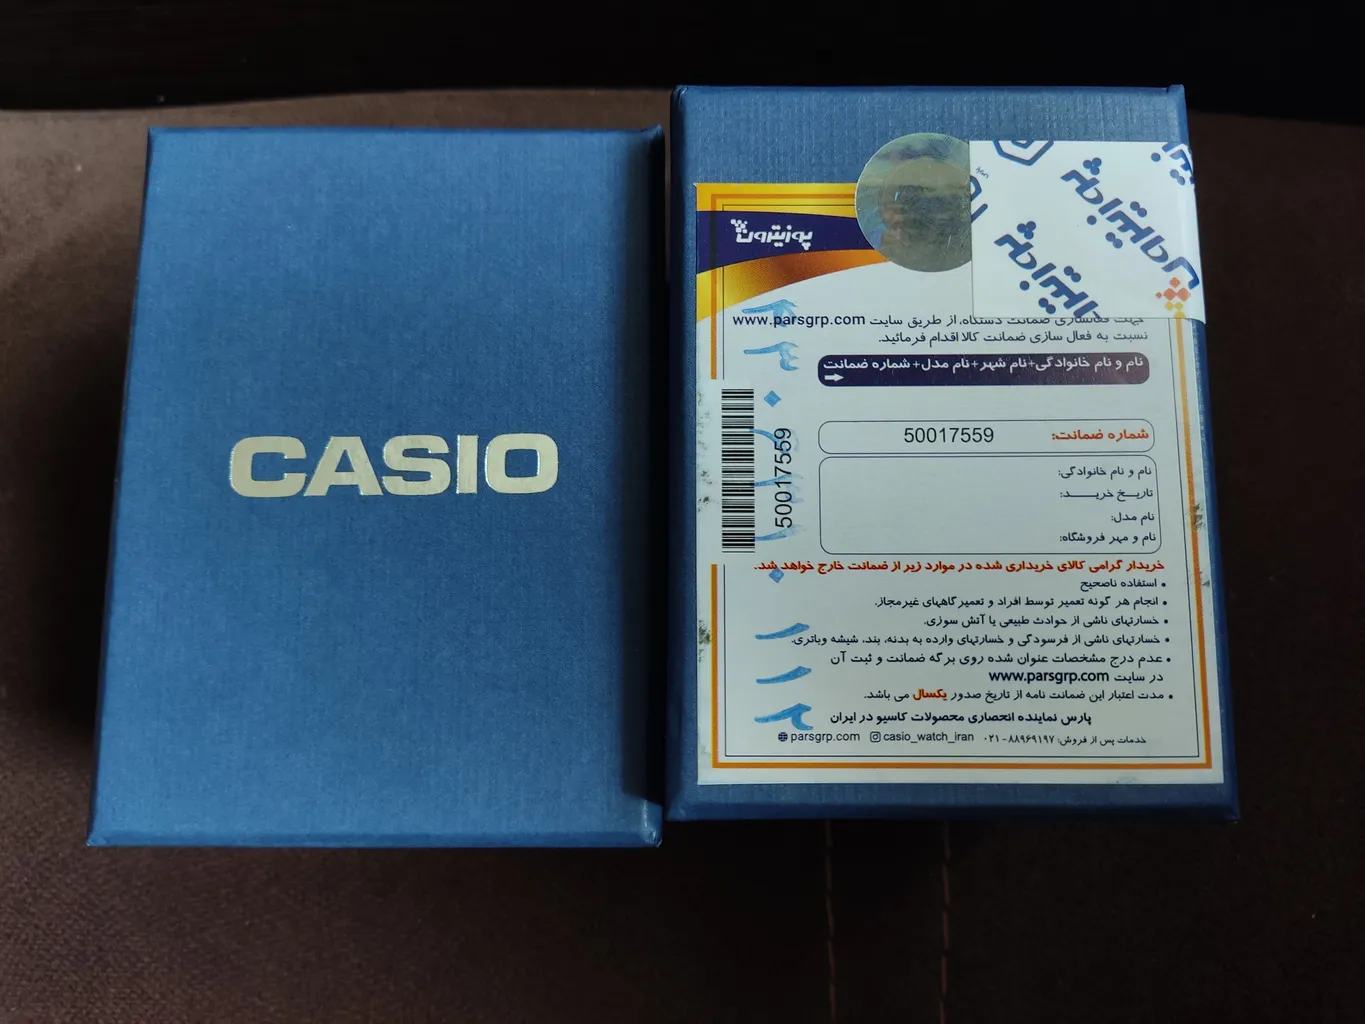 CASIO
پوزیترون
جهت فعالسازی ضمانت دستگاه، از طریق سایت www.parsgrp.com
نسبت به فعال سازی ضمانت کالا اقدام فرمائید.
نام و نام خانوادگی+نام شهر+نام مدل+شماره ضمانت
شماره ضمانت: 50017559
50017559
نام و نام خانوادگی:
تاریـخ خریـــد:
نام مدل:
نام و مهر فروشگاه:
خریدار گرامی کالای خریداری شده در موارد زیر از ضمانت خارج خواهد شد.
• استفاده ناصحیح
• انجام هر گونه تعمیر توسط افراد و تعمیرگاههای غیرمجاز.
• خسارتهای ناشی از حوادث طبیعی یا آتش سوزی.
• خسارتهای ناشی از فرسودگی و خسارتهای وارده به بدنه، بند، شیشه وباتری.
• عدم درج مشخصات عنوان شده روی برگه ضمانت و ثبت آن
در سایت www.parsgrp.com
• مدت اعتبار این ضمانت نامه از تاریخ صدور یکسال می باشد.
پارس نماینده انحصاری محصولات کاسیو در ایران
خدمات پس از فروش: ۸۸۹۶۹۱۹۷-۰۲۱ casio_watch_iran parsgrp.com